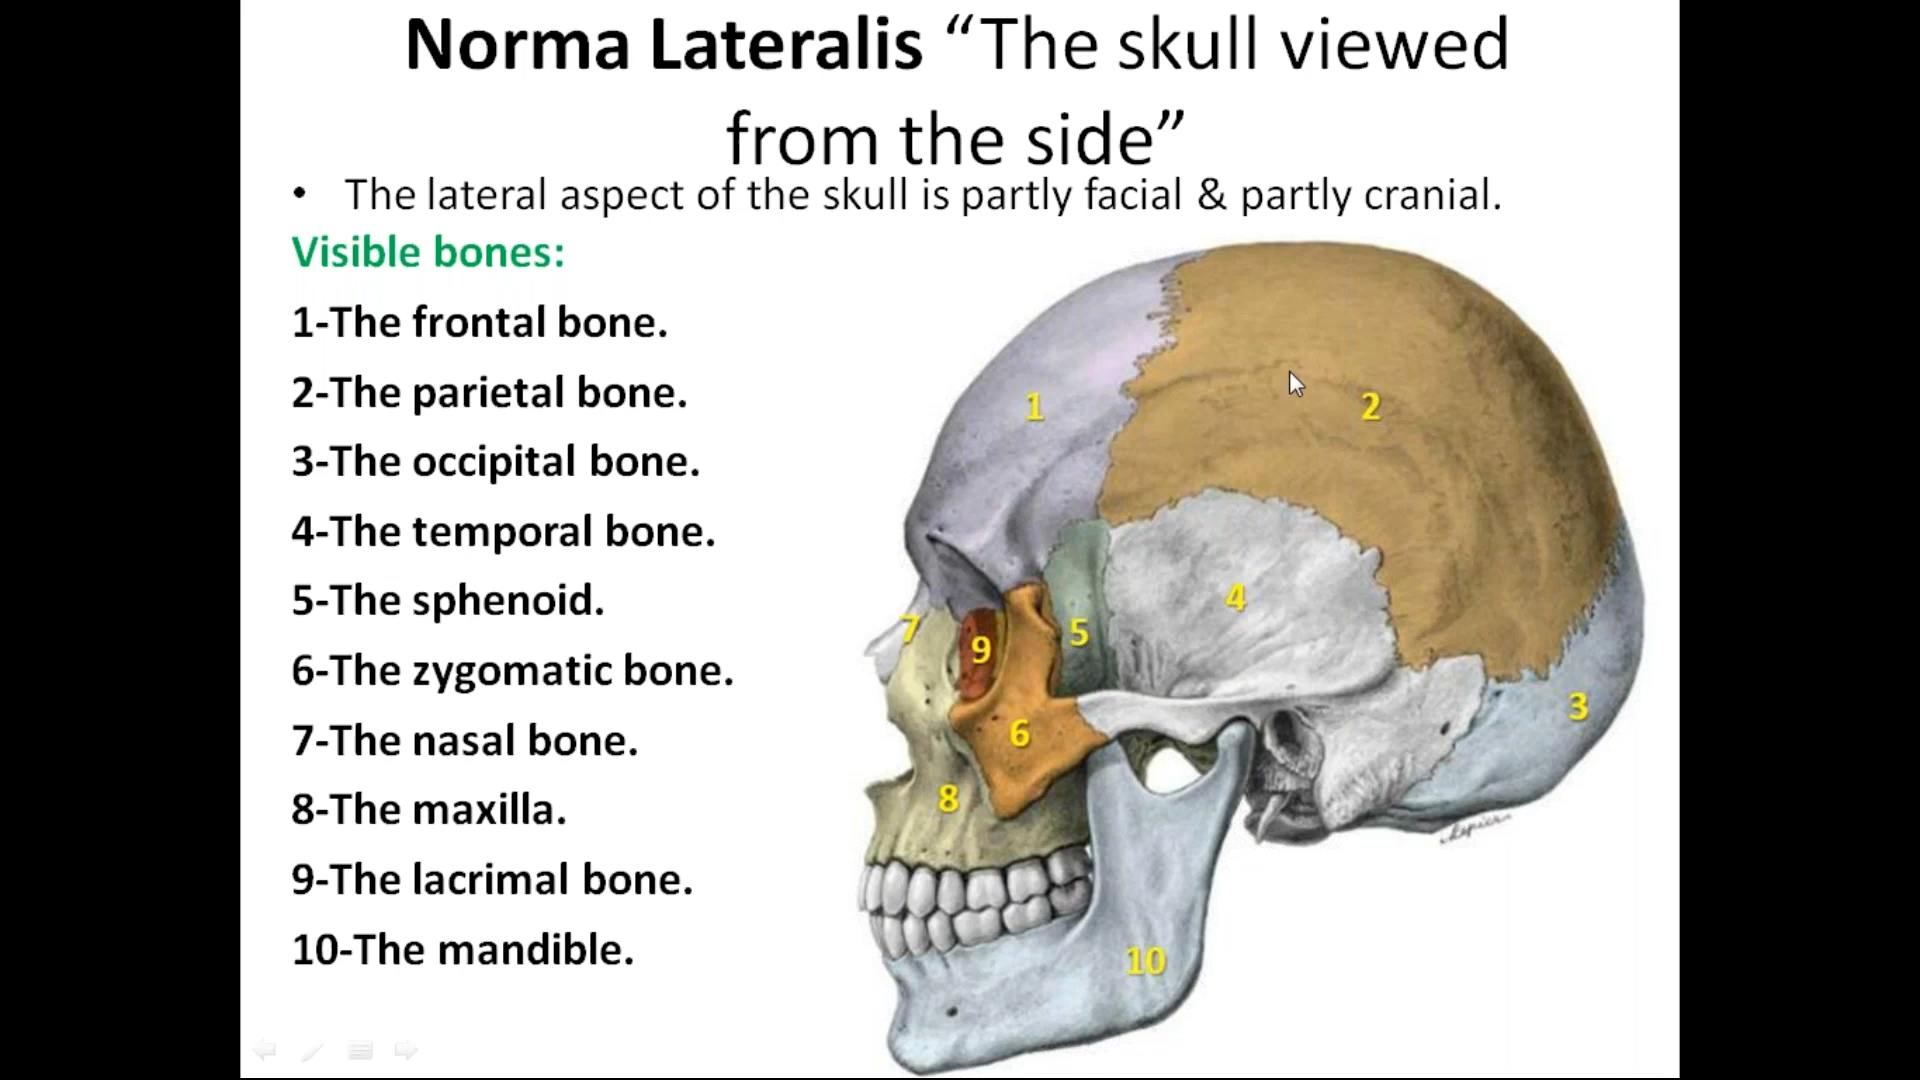 Norma Lateralis “The skull viewed
from the side”
• The lateral aspect of the skull is partly facial & partly cranial.
Visible bones:
1-The frontal bone.
2-The parietal bone.
3-The occipital bone.
4-The temporal bone.
5-The sphenoid.
6-The zygomatic bone.
7-The nasal bone.
8-The maxilla.
9-The lacrimal bone.
10-The mandible.
1
2
4
7
5
9
3
6
8
10